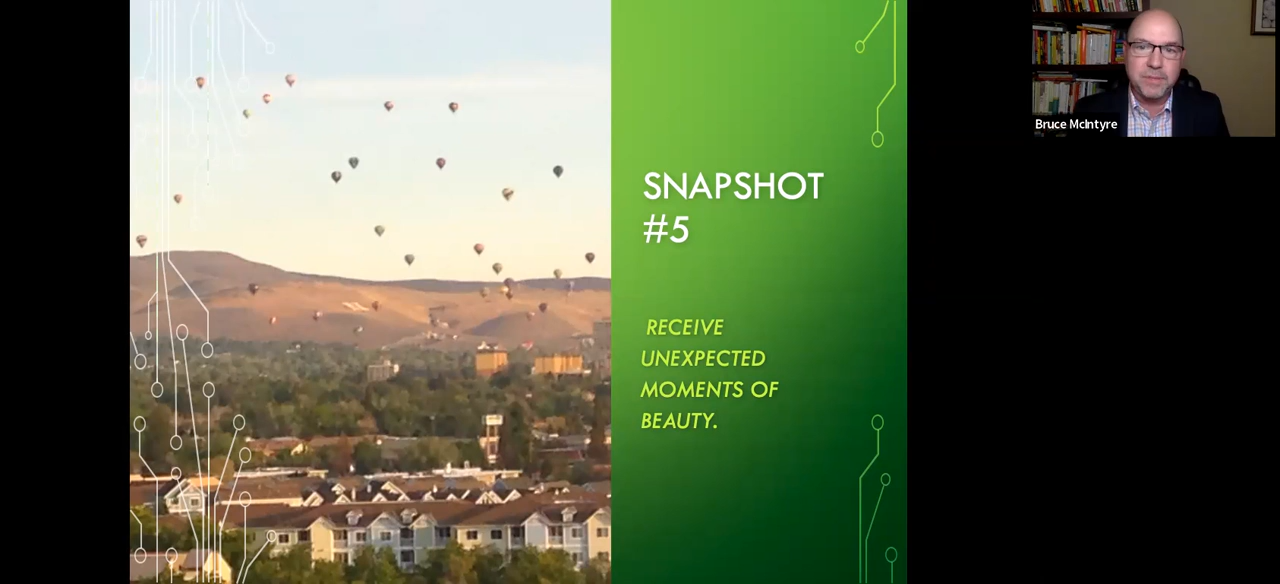 SNAPSHOT
#5
RECEIVE
UNEXPECTED
MOMENTS OF
BEAUTY.
Bruce McIntyre